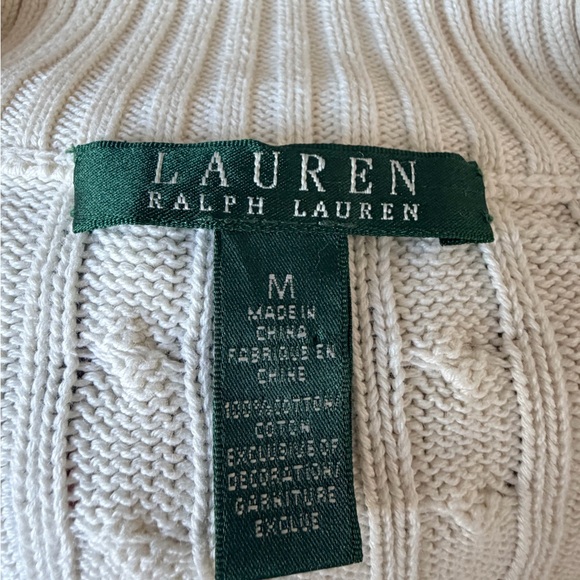 LAUREN
RALPH LAUREN
M
MADE IN
CHINA
FABRIQUE EN
CHINE
100% COTTON/
COTON
EXCLUSIVE OF
DECORATION/
GARNITURE
EXCLUE